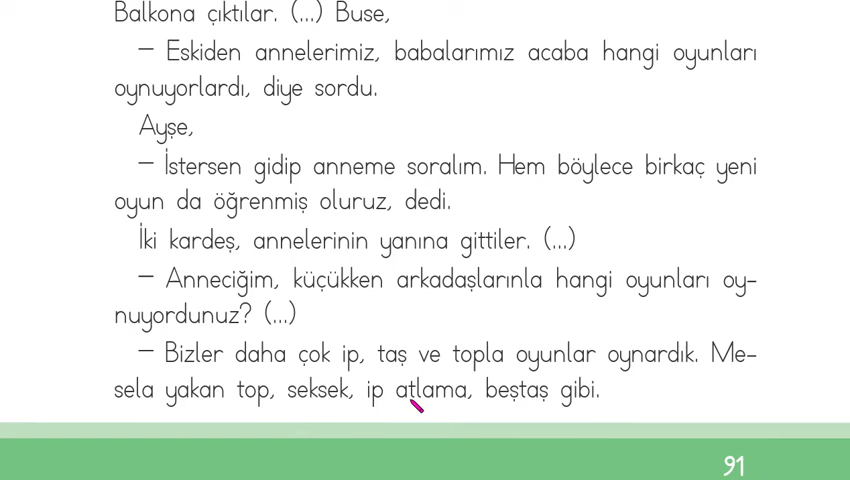 Balkona çıktılar. (...) Buse,
– Eskiden annelerimiz, babalarımız acaba hangi oyunları
oynuyorlardı, diye sordu.
Ayşe,
– İstersen gidip anneme soralım. Hem böylece birkaç yeni
oyun da öğrenmiş oluruz, dedi.
İki kardeş, annelerinin yanına gittiler. (...)
– Anneciğim, küçükken arkadaşlarınla hangi oyunları oy-
nuyordunuz? (...)
– Bizler daha çok ip, taş ve topla oyunlar oynardık. Me-
sela yakan top, seksek, ip atlama, beştaş gibi.
91